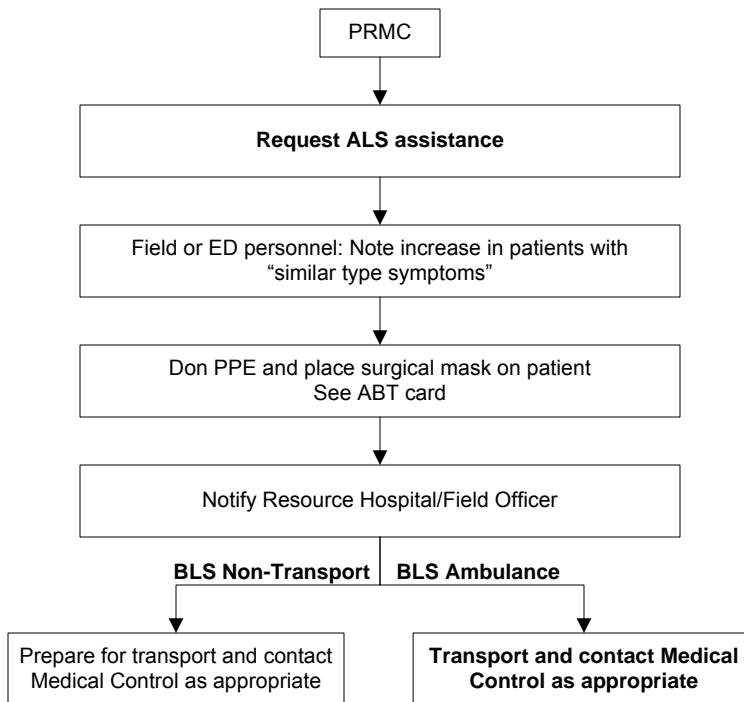 PRMC
Request ALS assistance
Field or ED personnel: Note increase in patients with
“similar type symptoms”
Don PPE and place surgical mask on patient
See ABT card
Notify Resource Hospital/Field Officer
BLS Non-Transport
BLS Ambulance
Prepare for transport and contact
Medical Control as appropriate
Transport and contact Medical
Control as appropriate